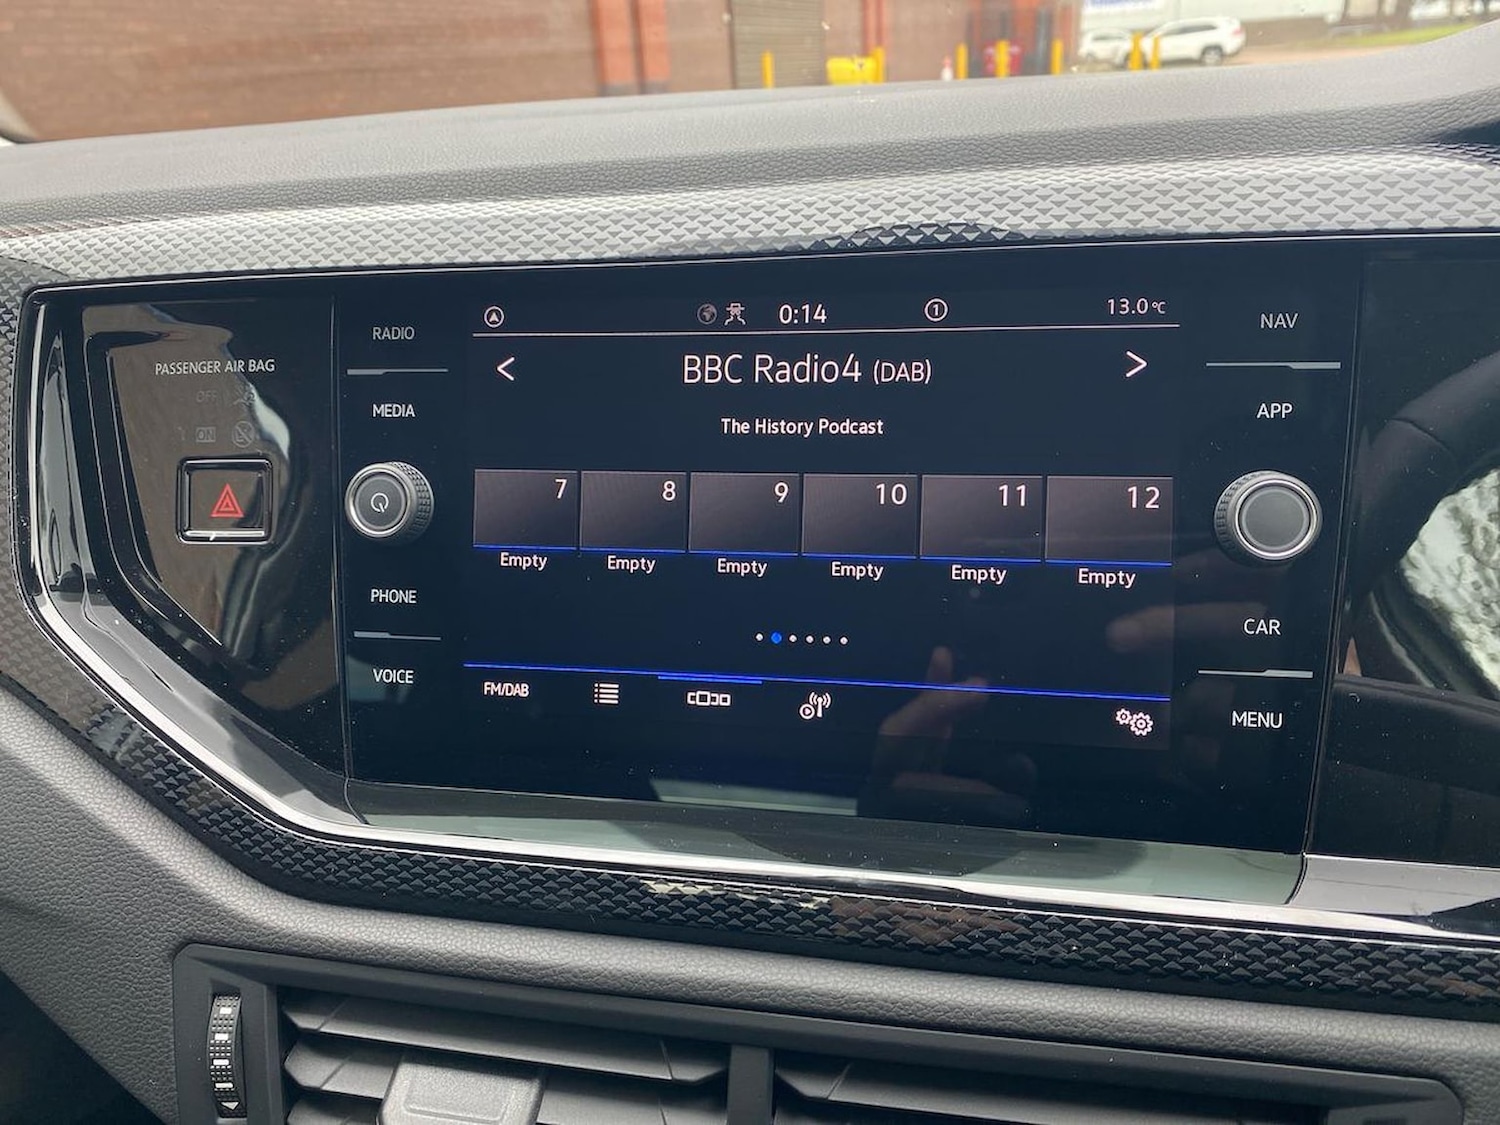 PASSENGER AIR BAG
OFF
ON
RADIO
MEDIA
PHONE
VOICE
0:14
1
13.0°C
< BBC Radio4 (DAB) >
The History Podcast
7 8 9 10 11 12
Empty Empty Empty Empty Empty Empty
FM/DAB
NAV
APP
CAR
MENU